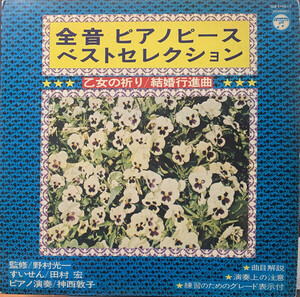 全音 ピアノピース
ベストセレクション
★★★ 乙女の祈り/結婚行進曲 ★★★
監修/野村光一
すいせん/田村 宏
ピアノ演奏/神西敦子
★曲目解説
★演奏上の注意
★練習のためのグレード表示付